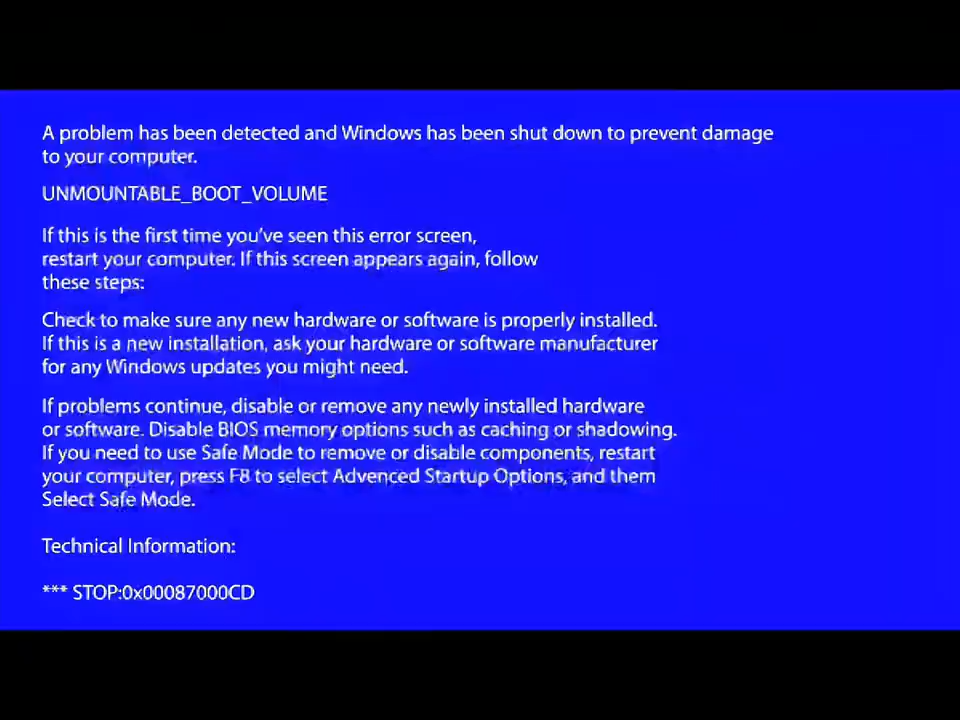 A problem has been detected and Windows has been shut down to prevent damage
to your computer.
UNMOUNTABLE_BOOT_VOLUME
If this is the first time you've seen this error screen,
restart your computer. If this screen appears again, follow
these steps:
Check to make sure any new hardware or software is properly installed.
If this is a new installation, ask your hardware or software manufacturer
for any Windows updates you might need.
If problems continue, disable or remove any newly installed hardware
or software. Disable BIOS memory options such as caching or shadowing.
If you need to use Safe Mode to remove or disable components, restart
your computer, press F8 to select Advanced Startup Options, and them
Select Safe Mode.
Technical Information:
*** STOP:0x00087000CD